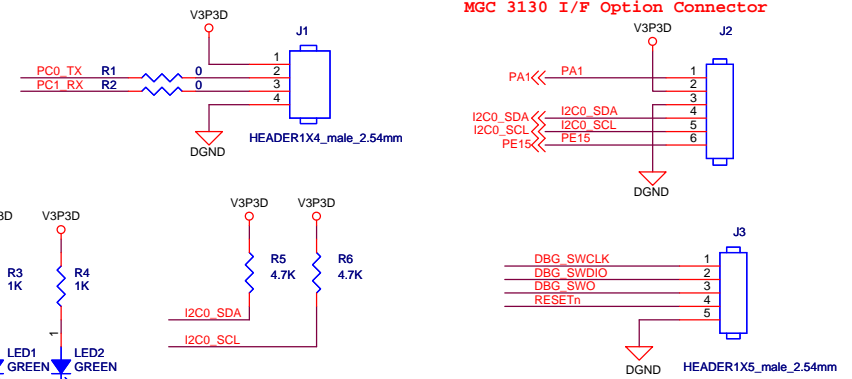 MGC 3130 I/F Option Connector
V3P3D
J1
1
PC0_TX R1 0 2
PC1_RX R2 0 3
4
DGND
HEADER1X4_male_2.54mm
V3P3D
J2
PA1 PA1 1
2
3
I2C0_SDA I2C0_SDA 4
I2C0_SCL I2C0_SCL 5
PE15 PE15 6
DGND
3D
V3P3D
R3
1K
R4
1K
1
LED1
GREEN
LED2
GREEN
V3P3D
V3P3D
R5
4.7K
R6
4.7K
I2C0_SDA
I2C0_SCL
J3
DBG_SWCLK 1
DBG_SWDIO 2
DBG_SWO 3
RESETn 4
5
DGND
HEADER1X5_male_2.54mm